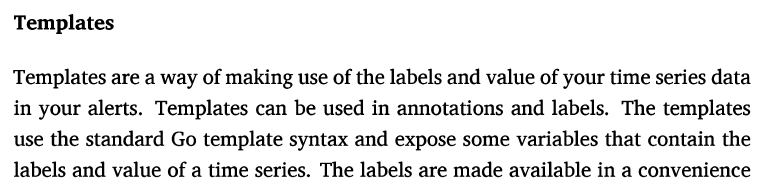 Templates
Templates are a way of making use of the labels and value of your time series data
in your alerts. Templates can be used in annotations and labels. The templates
use the standard Go template syntax and expose some variables that contain the
labels and value of a time series. The labels are made available in a convenience